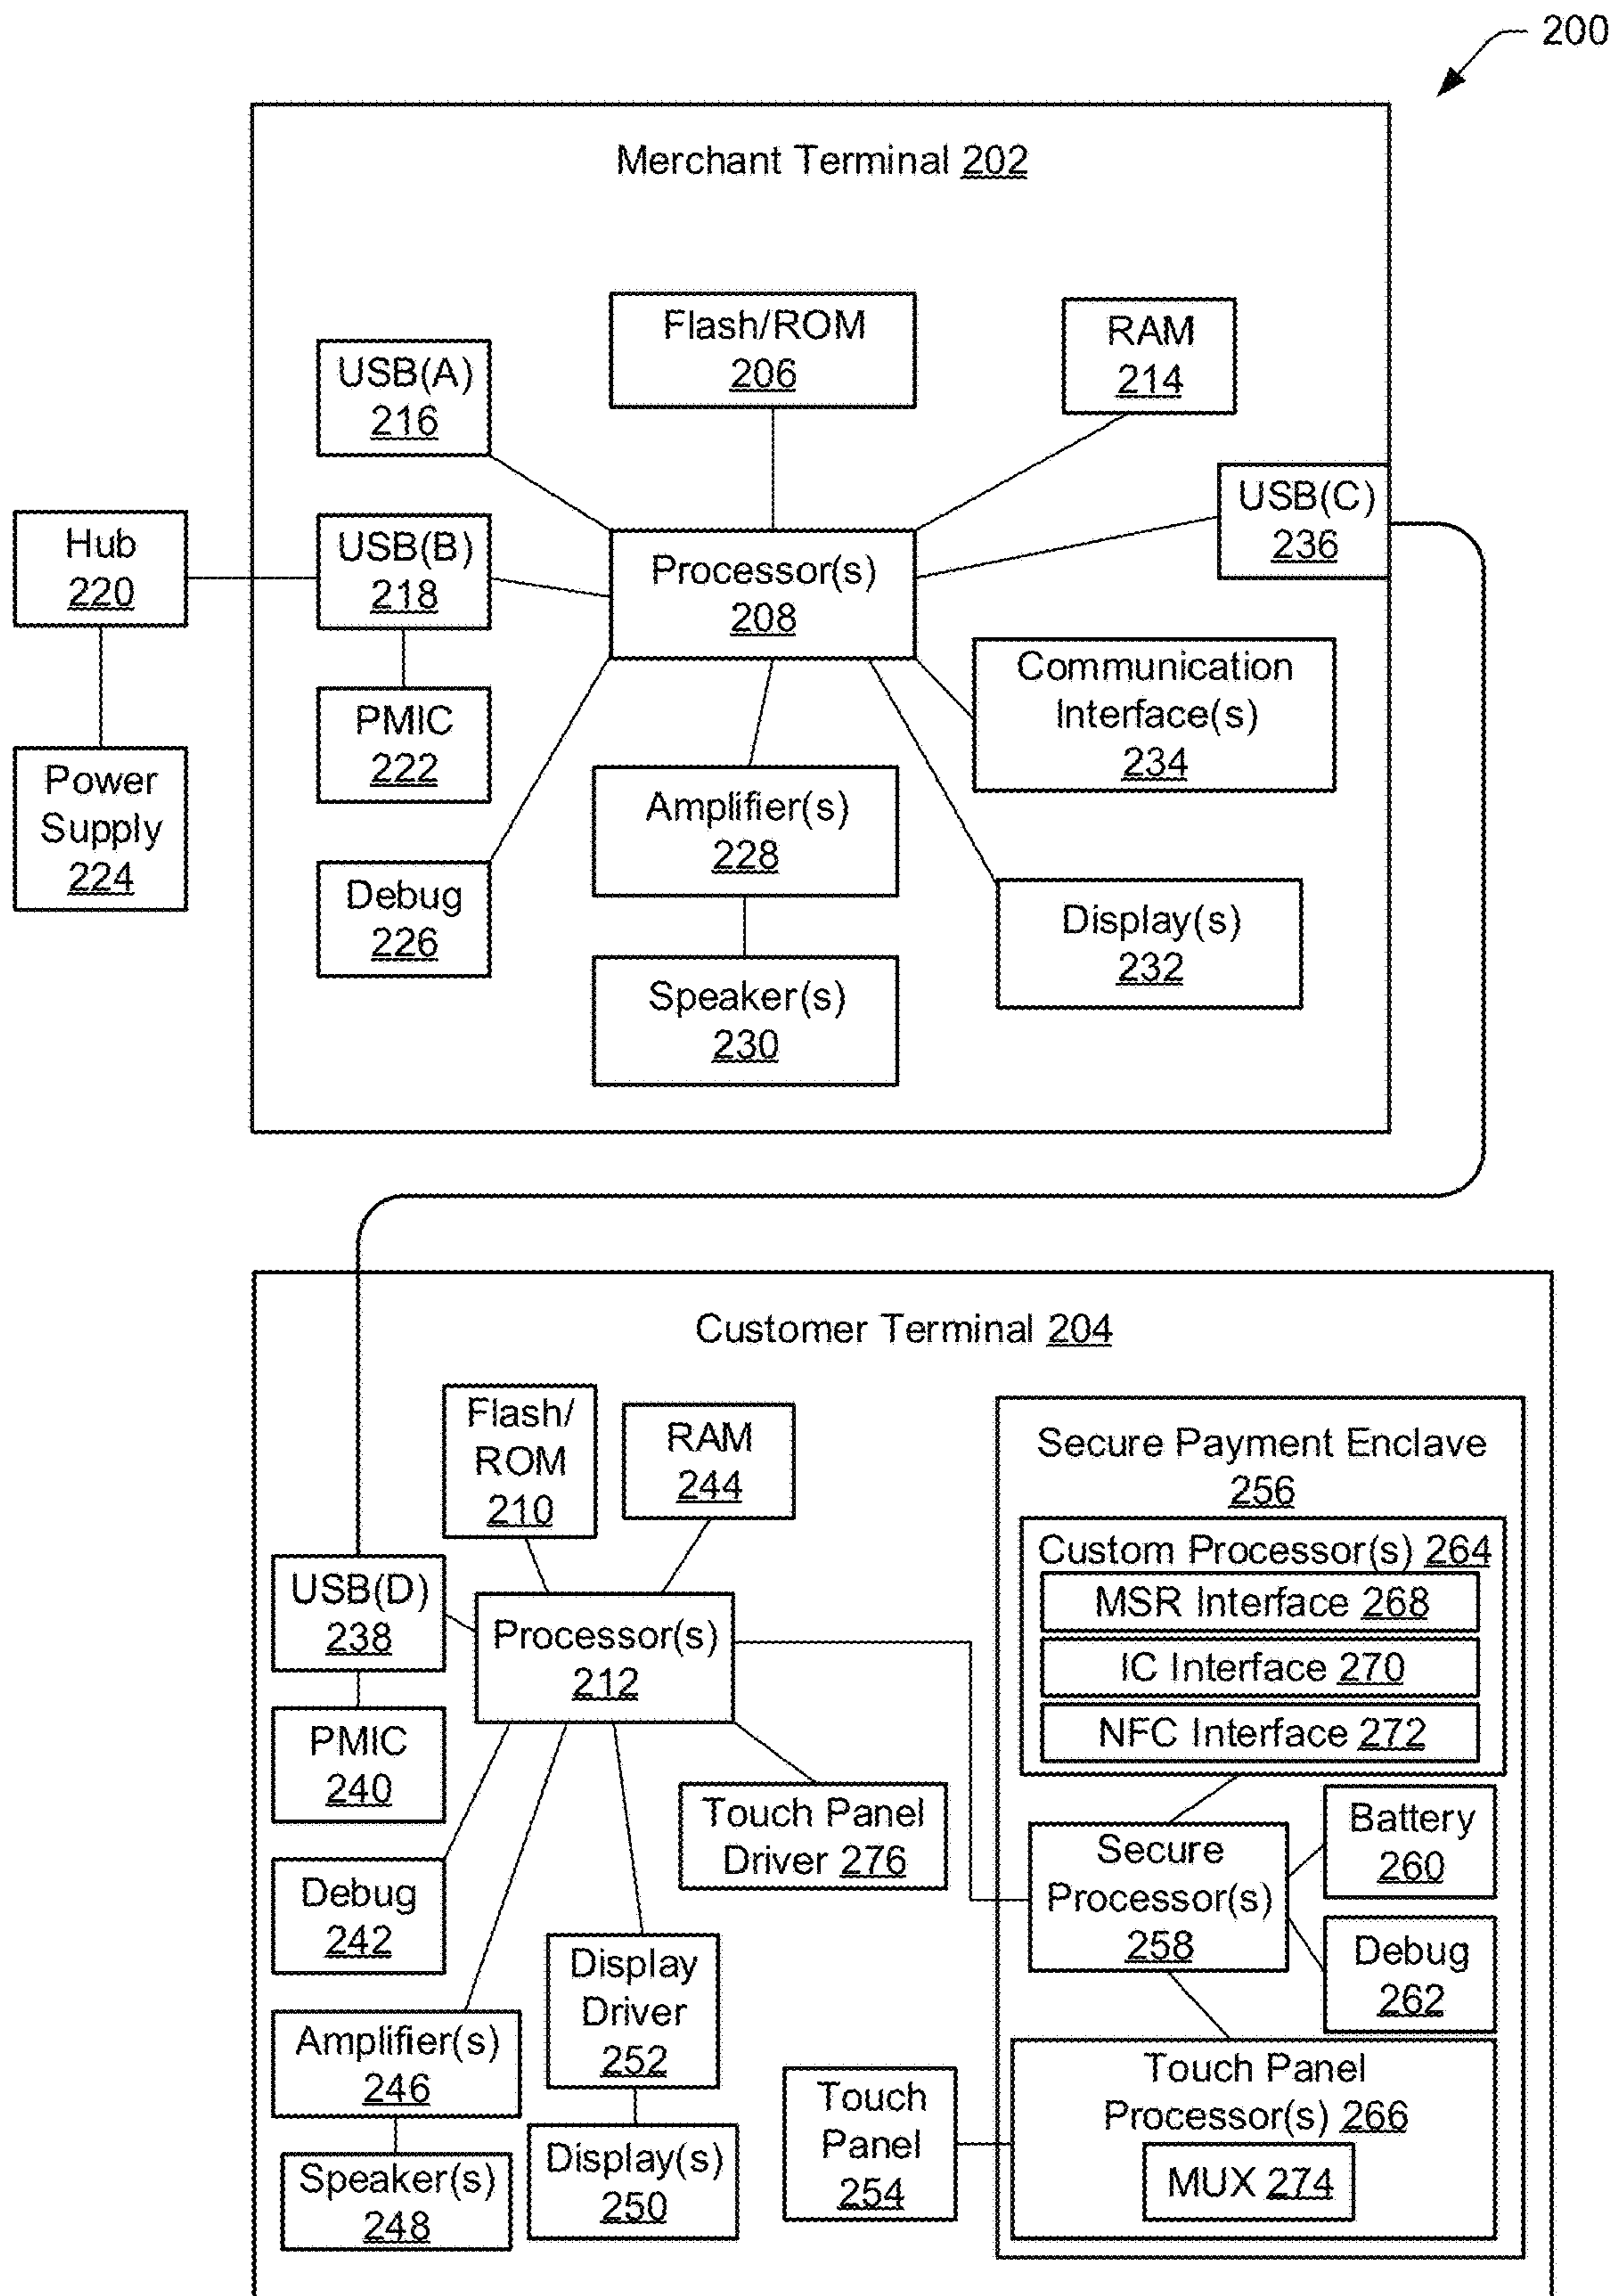 200
Merchant Terminal 202
Flash/ROM
206
RAM
214
USB(A)
216
USB(C)
236
Hub
220
USB(B)
218
Processor(s)
208
Communication
Interface(s)
234
PMIC
222
Power
Supply
224
Amplifier(s)
228
Debug
226
Display(s)
232
Speaker(s)
230
Customer Terminal 204
Flash/
ROM
210
RAM
244
Secure Payment Enclave
256
Custom Processor(s) 264
MSR Interface 268
IC Interface 270
NFC Interface 272
USB(D)
238
Processor(s)
212
PMIC
240
Touch Panel
Driver 276
Battery
260
Secure
Processor(s)
258
Debug
242
Debug
262
Display
Driver
252
Amplifier(s)
246
Touch Panel
Processor(s) 266
MUX 274
Touch
Panel
254
Speaker(s)
248
Display(s)
250